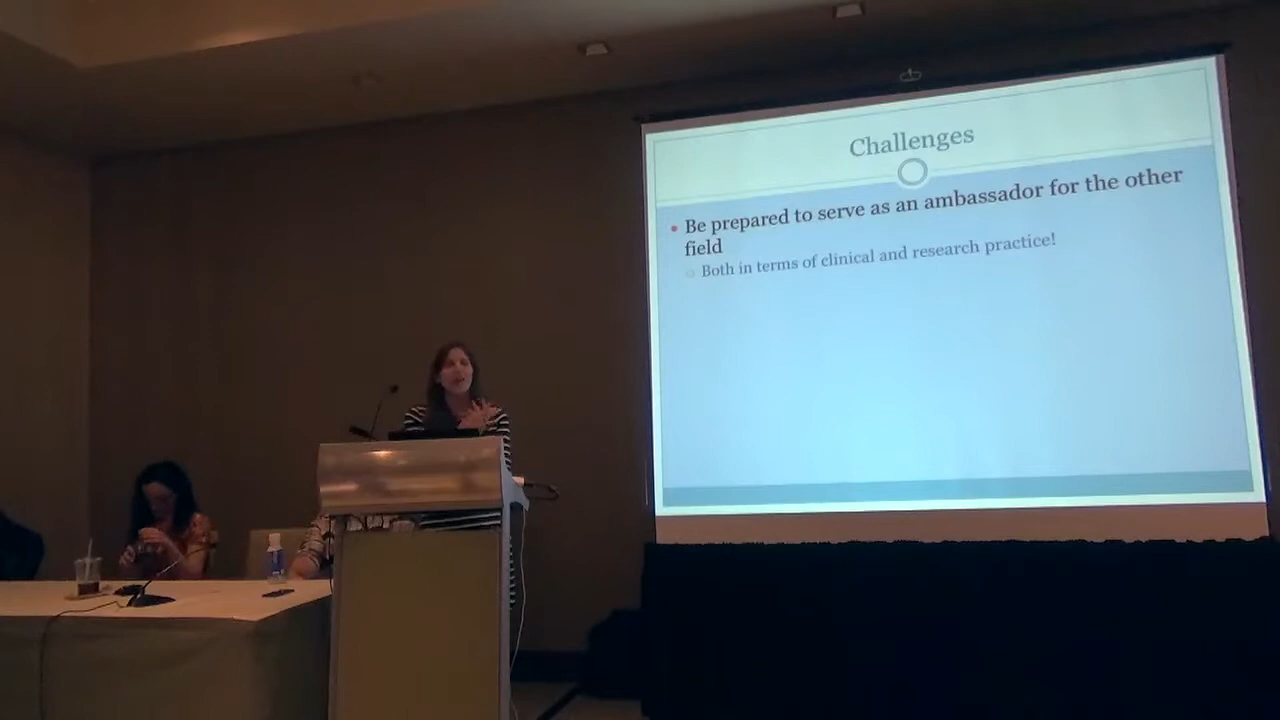 Challenges
Be prepared to serve as an ambassador for the other
field
Both in terms of clinical and research practice!